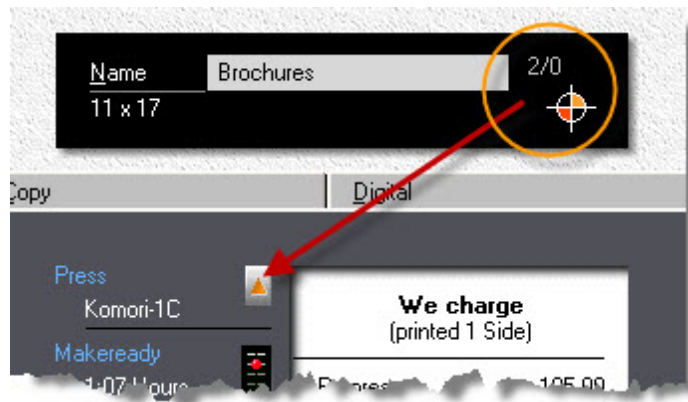 Name Brochures 2/0
11 x 17
Copy Digital
Press
Komori-1C
We charge
(printed 1 Side)
Makeready